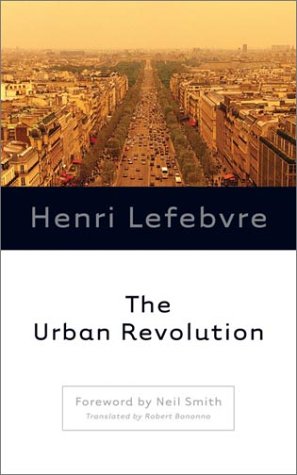 Henri Lefebvre
The
Urban Revolution
Foreword by Neil Smith
Translated by Robert Bononno